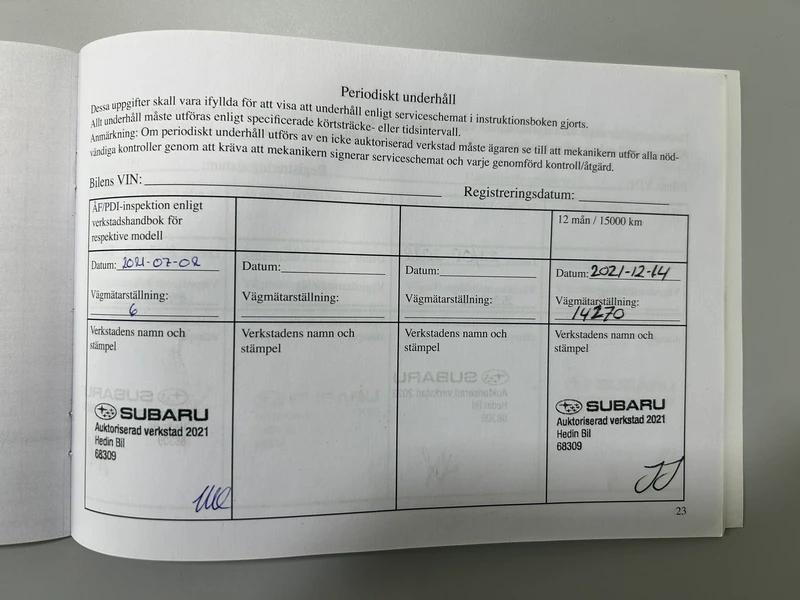 Periodiskt underhåll
Dessa uppgifter skall vara ifyllda för att visa att underhåll enligt serviceschemat i instruktionsboken gjorts.
Allt underhåll måste utföras enligt specificerade körtsträcke- eller tidsintervall.
Anmärkning: Om periodiskt underhåll utförs av en icke auktoriserad verkstad måste ägaren se till att mekanikern utför alla nöd-
vändiga kontroller genom att kräva att mekanikern signerar serviceschemat och varje genomförd kontroll/åtgärd.
Bilens VIN:
Registreringsdatum:
ÅF/PDI-inspektion enligt
verkstadshandbok för
respektive modell
12 mån / 15000 km
Datum: 2021-07-02
Datum:
Datum:
Datum: 2021-12-14
Vägmätarställning:
6
Vägmätarställning:
Vägmätarställning:
Vägmätarställning:
14270
Verkstadens namn och
stämpel
Verkstadens namn och
stämpel
Verkstadens namn och
stämpel
Verkstadens namn och
stämpel
SUBARU
Auktoriserad verkstad 2021
Hedin Bil
68309
SUBARU
Auktoriserad verkstad 2021
Hedin Bil
68309
23